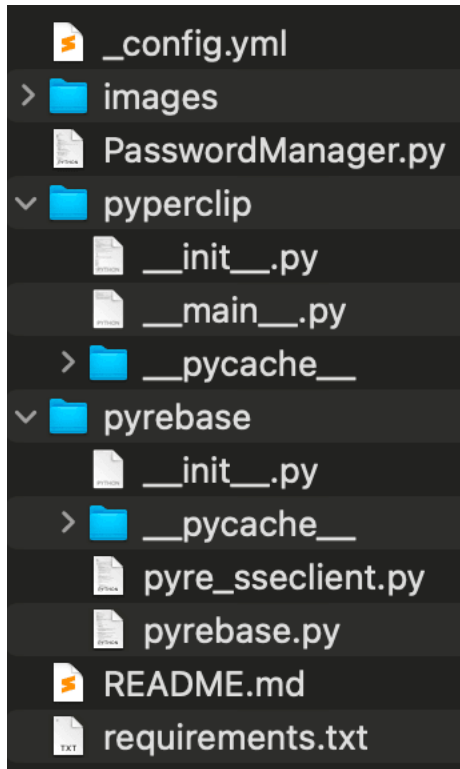 _config.yml
images
PasswordManager.py
pyperclip
__init__.py
__main__.py
__pycache__
pyrebase
__init__.py
__pycache__
pyre_sseclient.py
pyrebase.py
README.md
requirements.txt